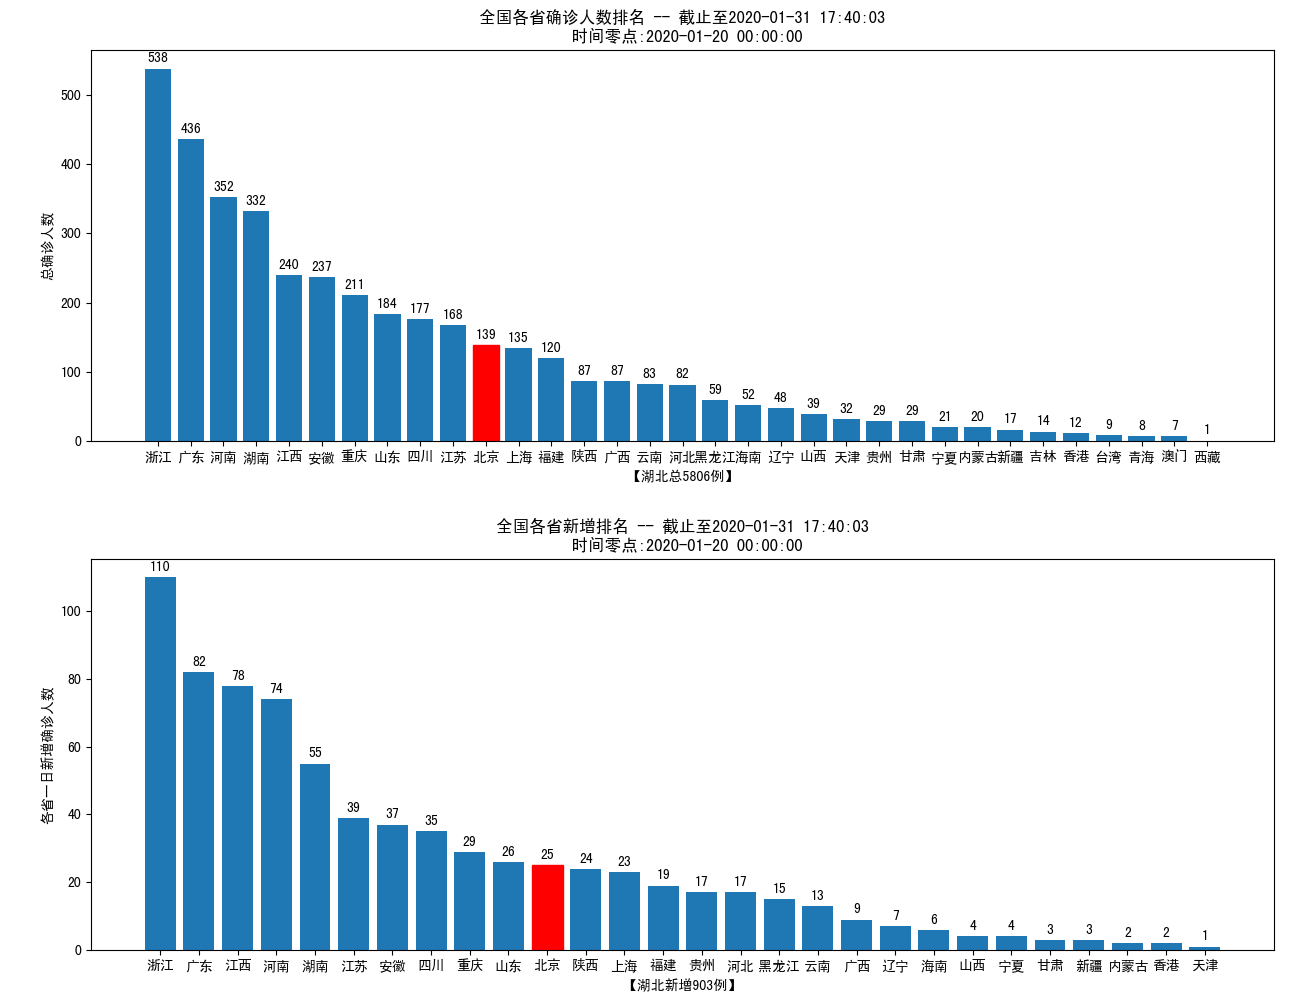 全国各省确诊人数排名 -- 截止至2020-01-31 17:40:03
时间零点:2020-01-20 00:00:00
总确诊人数
500
400
300
200
100
0
538 436 352 332 240 237 211 184 177 168 139 135 120 87 87 83 82 59 52 48 39 32 29 29 21 20 17 14 12 9 8 7 1
浙江 广东 河南 湖南 江西 安徽 重庆 山东 四川 江苏 北京 上海 福建 陕西 广西 云南 河北 黑龙江 海南 辽宁 山西 天津 贵州 甘肃 宁夏 内蒙古 新疆 吉林 香港 台湾 青海 澳门 西藏
【湖北总5806例】
全国各省新增排名 -- 截止至2020-01-31 17:40:03
时间零点:2020-01-20 00:00:00
各省一日新增确诊人数
100
80
60
40
20
0
110 82 78 74 55 39 37 35 29 26 25 24 23 19 17 17 15 13 9 7 6 4 4 3 3 2 2 1
浙江 广东 江西 河南 湖南 江苏 安徽 四川 重庆 山东 北京 陕西 上海 福建 贵州 河北 黑龙江 云南 广西 辽宁 海南 山西 宁夏 甘肃 新疆 内蒙古 香港 天津
【湖北新增903例】